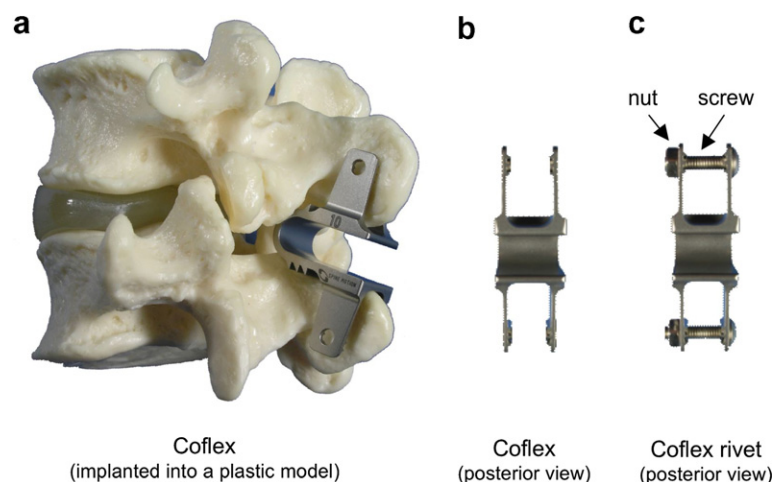 a
b
c
nut
screw
10
Coflex
(implanted into a plastic model)
Coflex
(posterior view)
Coflex rivet
(posterior view)